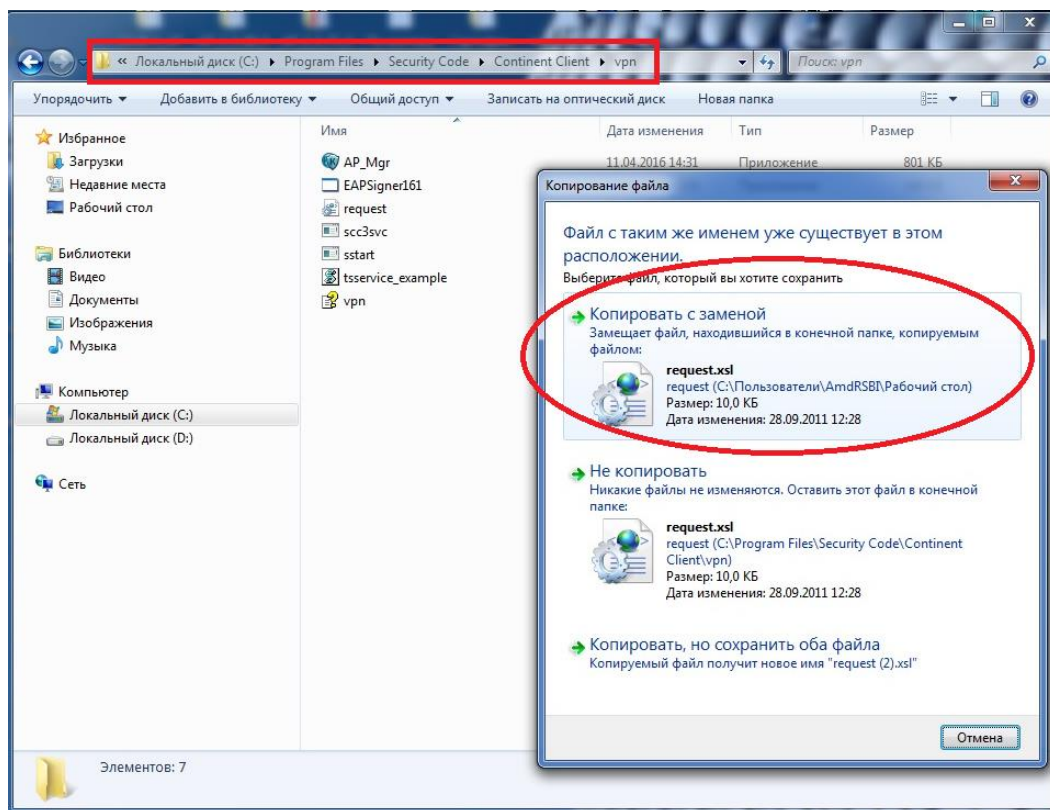 « Локальный диск (C:) ▸ Program Files ▸ Security Code ▸ Continent Client ▸ vpn
Поиск: vpn
Упорядочить ▾ Добавить в библиотеку ▾ Общий доступ ▾ Записать на оптический диск Новая папка
Избранное
Загрузки
Недавние места
Рабочий стол
Библиотеки
Видео
Документы
Изображения
Музыка
Компьютер
Локальный диск (C:)
Локальный диск (D:)
Сеть
Имя Дата изменения Тип Размер
AP_Mgr 11.04.2016 14:31 Приложение 801 КБ
EAPSigner161
request
scc3svc
sstart
tsservice_example
vpn
Копирование файла
Файл с таким же именем уже существует в этом
расположении.
Выберите файл, который вы хотите сохранить
Копировать с заменой
Замещает файл, находившийся в конечной папке, копируемым
файлом:
request.xsl
request (C:\Пользователи\AmdRSBI\Рабочий стол)
Размер: 10,0 КБ
Дата изменения: 28.09.2011 12:28
Не копировать
Никакие файлы не изменяются. Оставить этот файл в конечной
папке:
request.xsl
request (C:\Program Files\Security Code\Continent
Client\vpn)
Размер: 10,0 КБ
Дата изменения: 28.09.2011 12:28
Копировать, но сохранить оба файла
Копируемый файл получит новое имя "request (2).xsl"
Отмена
Элементов: 7